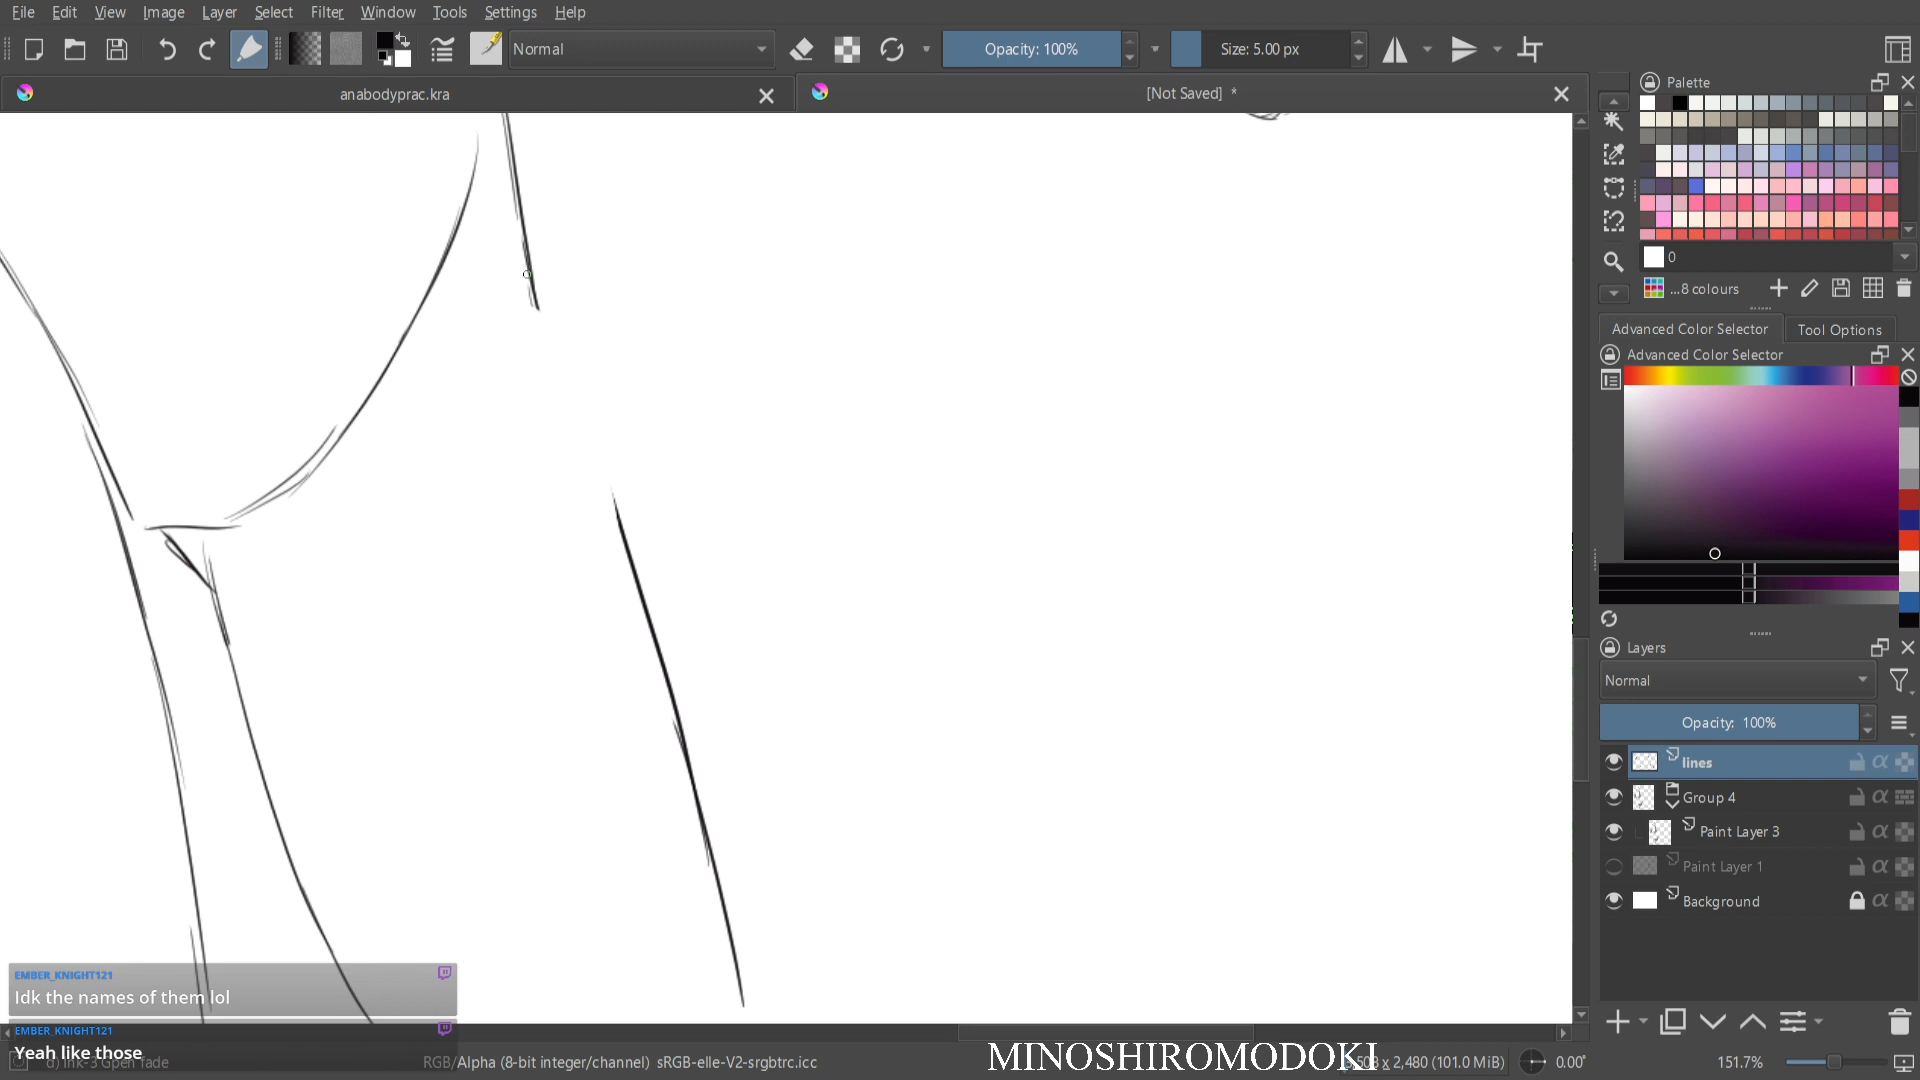 File Edit View Image Layer Select Filter Window Tools Settings Help
Normal
Opacity: 100%
Size: 5.00 px
anabodyprac.kra
[Not Saved] *
Palette
0
...8 colours
Advanced Color Selector
Tool Options
Advanced Color Selector
Layers
Normal
Opacity: 100%
lines
Group 4
Paint Layer 3
Paint Layer 1
Background
EMBER_KNIGHT121
Idk the names of them lol
EMBER_KNIGHT121
Yeah like those
d) Ink-3 Gpen fade
RGB/Alpha (8-bit integer/channel) sRGB-elle-V2-srgbtrc.icc
MINOSHIROMODOKI
x 2,480 (101.0 MiB)
0.00°
151.7%